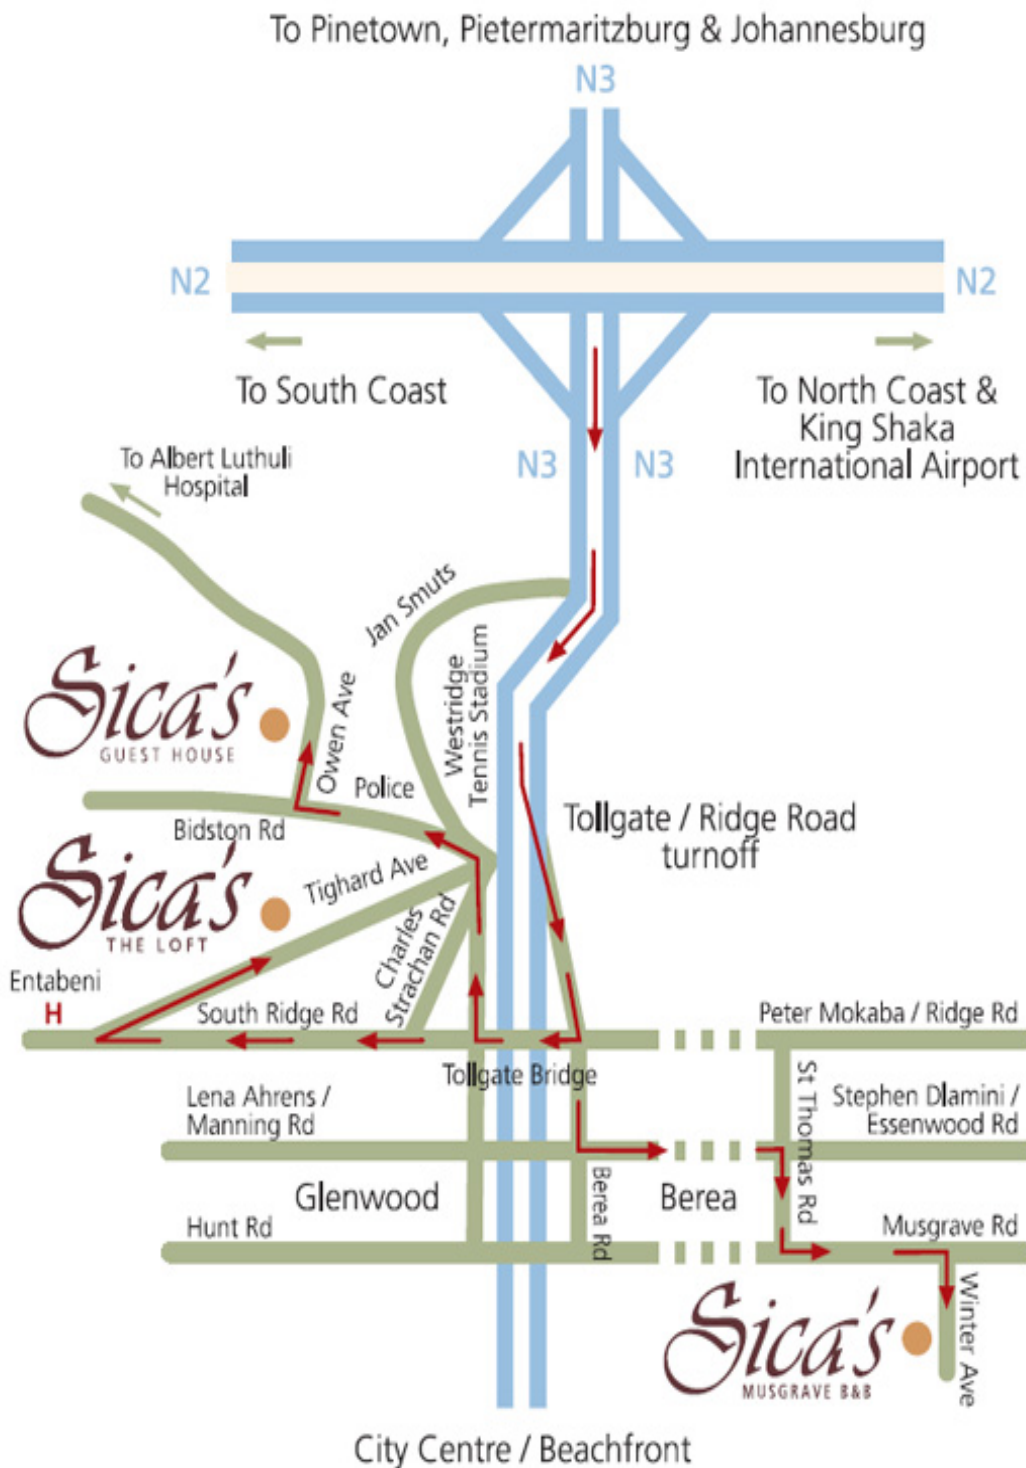 To Pinetown, Pietermaritzburg & Johannesburg
N3
N2
N2
To South Coast
To North Coast &
King Shaka
International Airport
N3
N3
To Albert Luthuli
Hospital
Jan Smuts
Westridge
Tennis Stadium
Sica's
GUEST HOUSE
Owen Ave
Police
Bidston Rd
Tollgate / Ridge Road
turnoff
Sica's
THE LOFT
Tighard Ave
Charles
Strachan Rd
Entabeni
H
South Ridge Rd
Peter Mokaba / Ridge Rd
Tollgate Bridge
Lena Ahrens /
Manning Rd
St Thomas Rd
Stephen Dlamini /
Essenwood Rd
Glenwood
Berea Rd
Berea
Hunt Rd
Musgrave Rd
Sica's
MUSGRAVE B&B
Winter Ave
City Centre / Beachfront